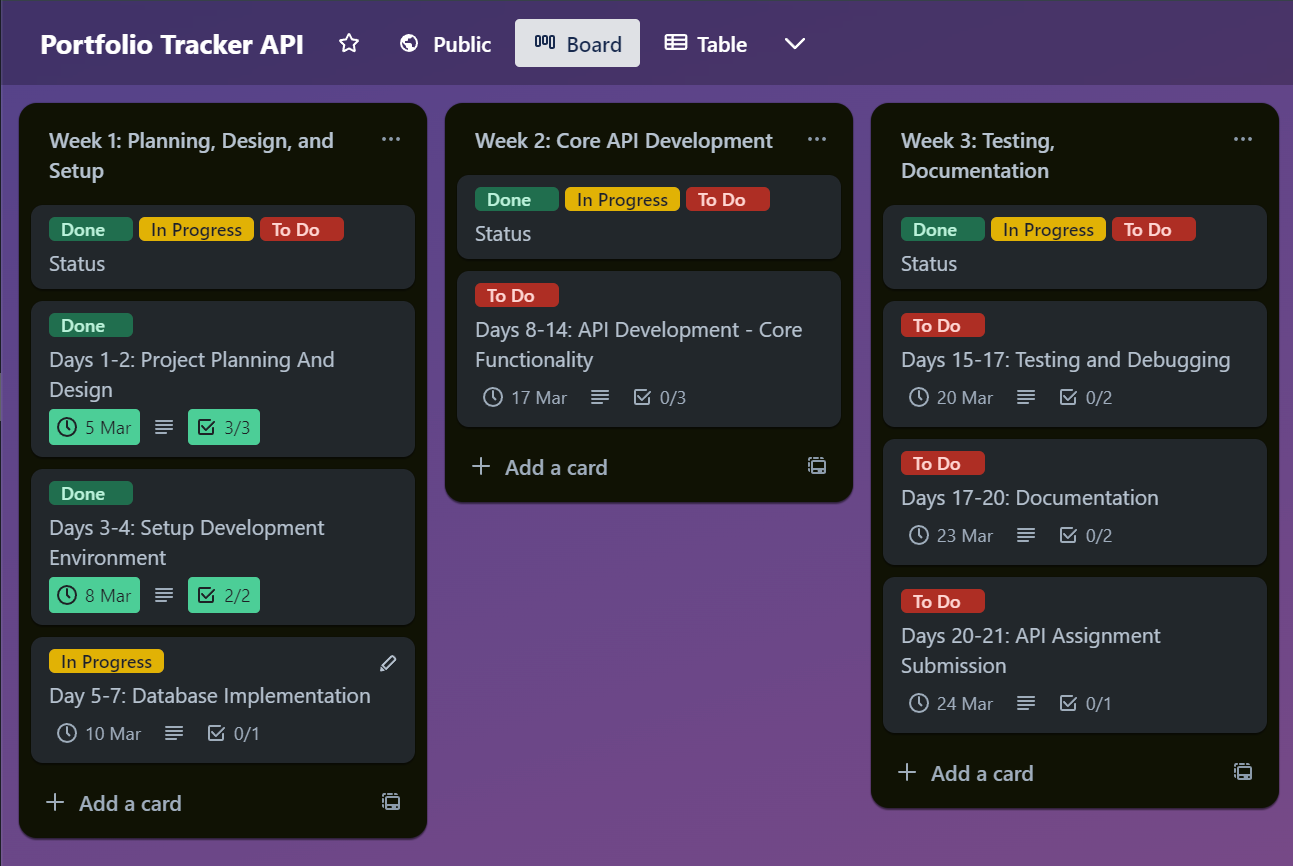 Portfolio Tracker API Public Board Table
Week 1: Planning, Design, and
Setup
Done In Progress To Do
Status
Done
Days 1-2: Project Planning And
Design
5 Mar 3/3
Done
Days 3-4: Setup Development
Environment
8 Mar 2/2
In Progress
Day 5-7: Database Implementation
10 Mar 0/1
Add a card
Week 2: Core API Development
Done In Progress To Do
Status
To Do
Days 8-14: API Development - Core
Functionality
17 Mar 0/3
Add a card
Week 3: Testing,
Documentation
Done In Progress To Do
Status
To Do
Days 15-17: Testing and Debugging
20 Mar 0/2
To Do
Days 17-20: Documentation
23 Mar 0/2
To Do
Days 20-21: API Assignment
Submission
24 Mar 0/1
Add a card